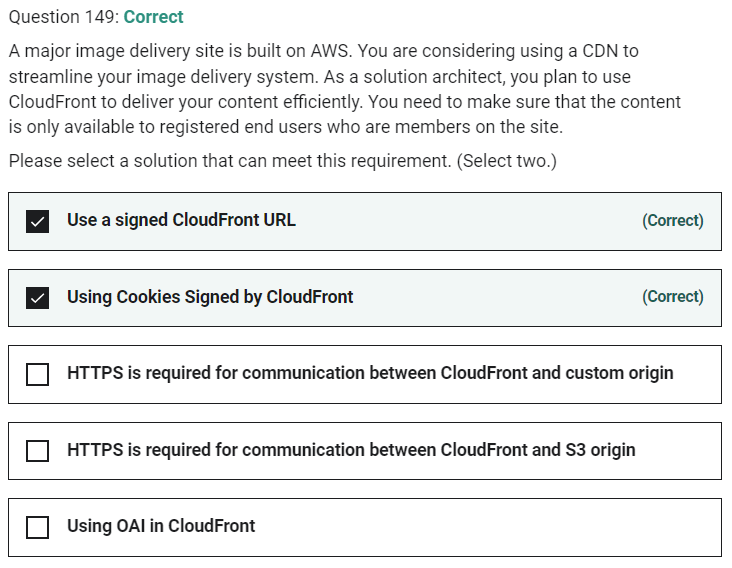 Question 149: Correct
A major image delivery site is built on AWS. You are considering using a CDN to
streamline your image delivery system. As a solution architect, you plan to use
CloudFront to deliver your content efficiently. You need to make sure that the content
is only available to registered end users who are members on the site.
Please select a solution that can meet this requirement. (Select two.)
Use a signed CloudFront URL (Correct)
Using Cookies Signed by CloudFront (Correct)
HTTPS is required for communication between CloudFront and custom origin
HTTPS is required for communication between CloudFront and S3 origin
Using OAI in CloudFront